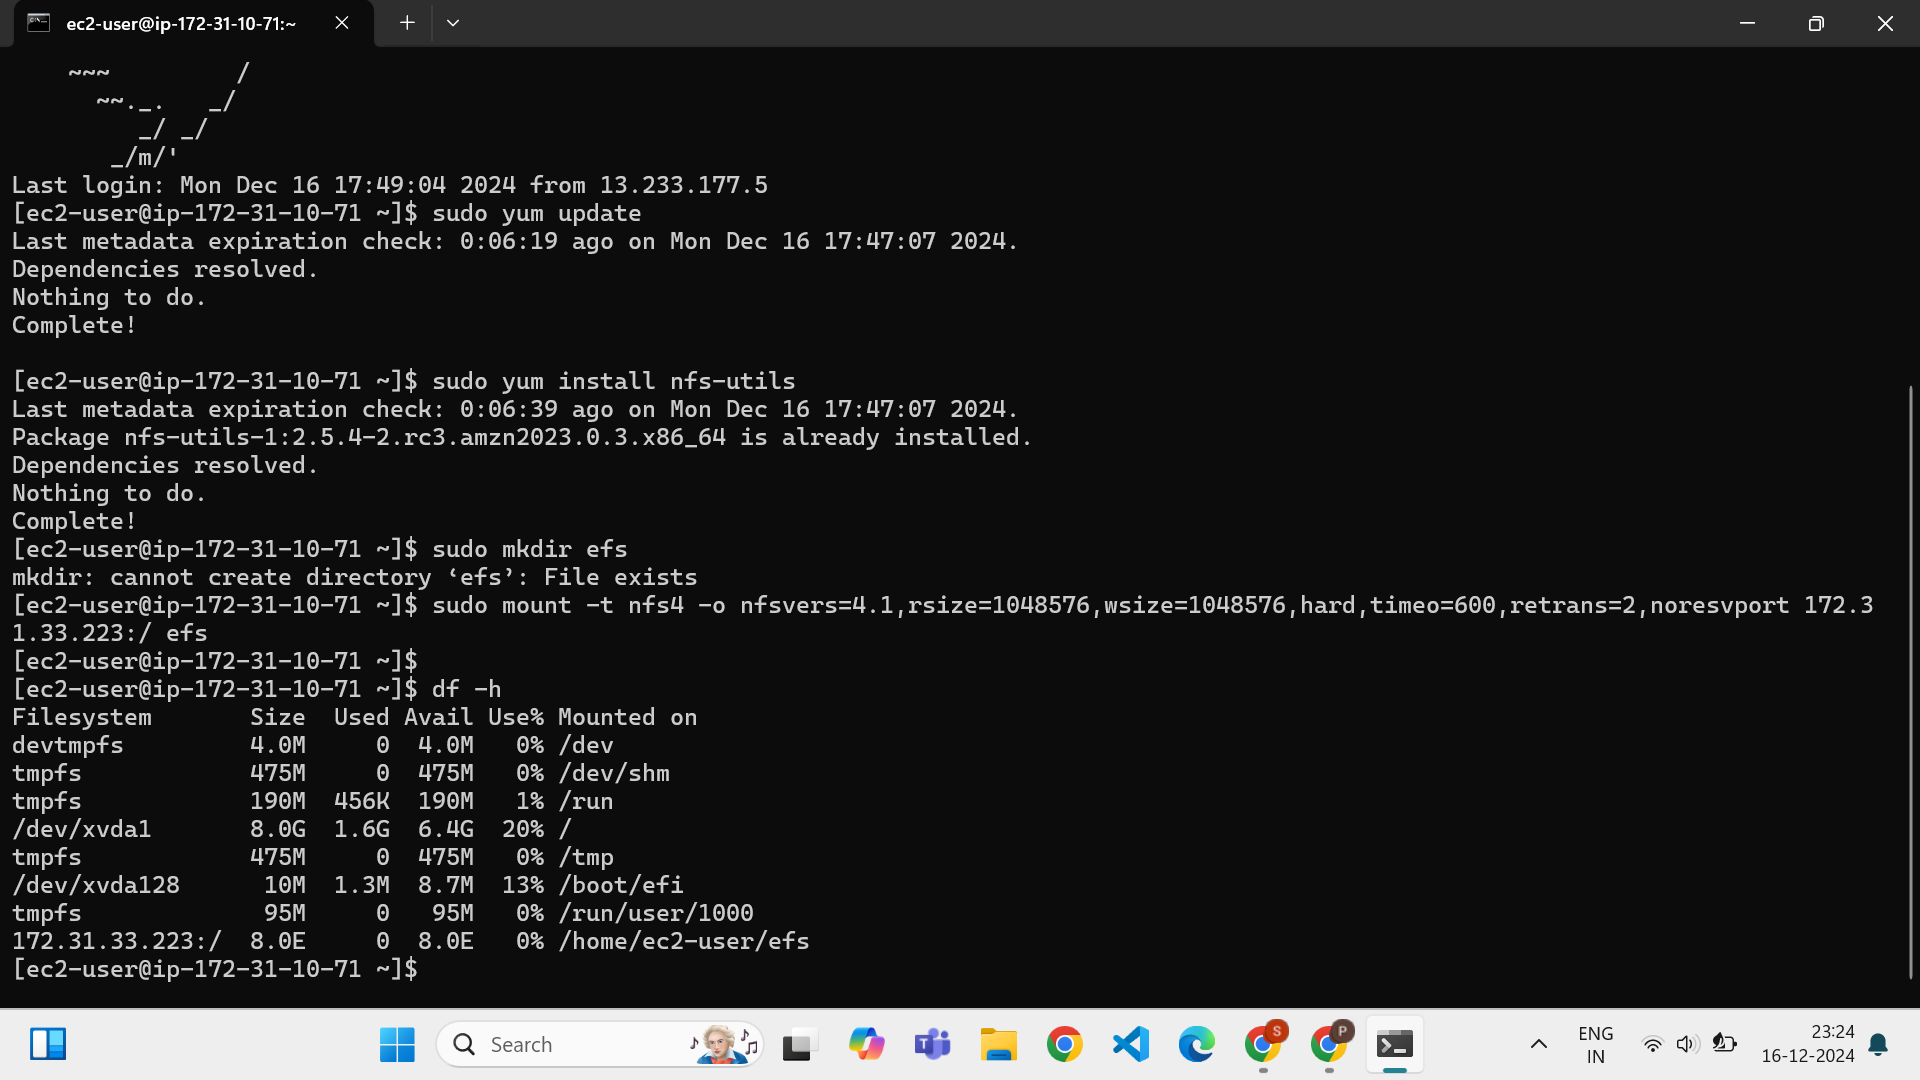 ec2-user@ip-172-31-10-71:~
~~~         /
~~._.   _/
_/ _/
_/m/'
Last login: Mon Dec 16 17:49:04 2024 from 13.233.177.5
[ec2-user@ip-172-31-10-71 ~]$ sudo yum update
Last metadata expiration check: 0:06:19 ago on Mon Dec 16 17:47:07 2024.
Dependencies resolved.
Nothing to do.
Complete!
[ec2-user@ip-172-31-10-71 ~]$ sudo yum install nfs-utils
Last metadata expiration check: 0:06:39 ago on Mon Dec 16 17:47:07 2024.
Package nfs-utils-1:2.5.4-2.rc3.amzn2023.0.3.x86_64 is already installed.
Dependencies resolved.
Nothing to do.
Complete!
[ec2-user@ip-172-31-10-71 ~]$ sudo mkdir efs
mkdir: cannot create directory ‘efs’: File exists
[ec2-user@ip-172-31-10-71 ~]$ sudo mount -t nfs4 -o nfsvers=4.1,rsize=1048576,wsize=1048576,hard,timeo=600,retrans=2,noresvport 172.3
1.33.223:/ efs
[ec2-user@ip-172-31-10-71 ~]$
[ec2-user@ip-172-31-10-71 ~]$ df -h
Filesystem       Size  Used Avail Use% Mounted on
devtmpfs         4.0M     0  4.0M   0% /dev
tmpfs            475M     0  475M   0% /dev/shm
tmpfs            190M  456K  190M   1% /run
/dev/xvda1       8.0G  1.6G  6.4G  20% /
tmpfs            475M     0  475M   0% /tmp
/dev/xvda128      10M  1.3M  8.7M  13% /boot/efi
tmpfs             95M     0   95M   0% /run/user/1000
172.31.33.223:/  8.0E     0  8.0E   0% /home/ec2-user/efs
[ec2-user@ip-172-31-10-71 ~]$
Search
T
S
P
ENG
IN
23:24
16-12-2024